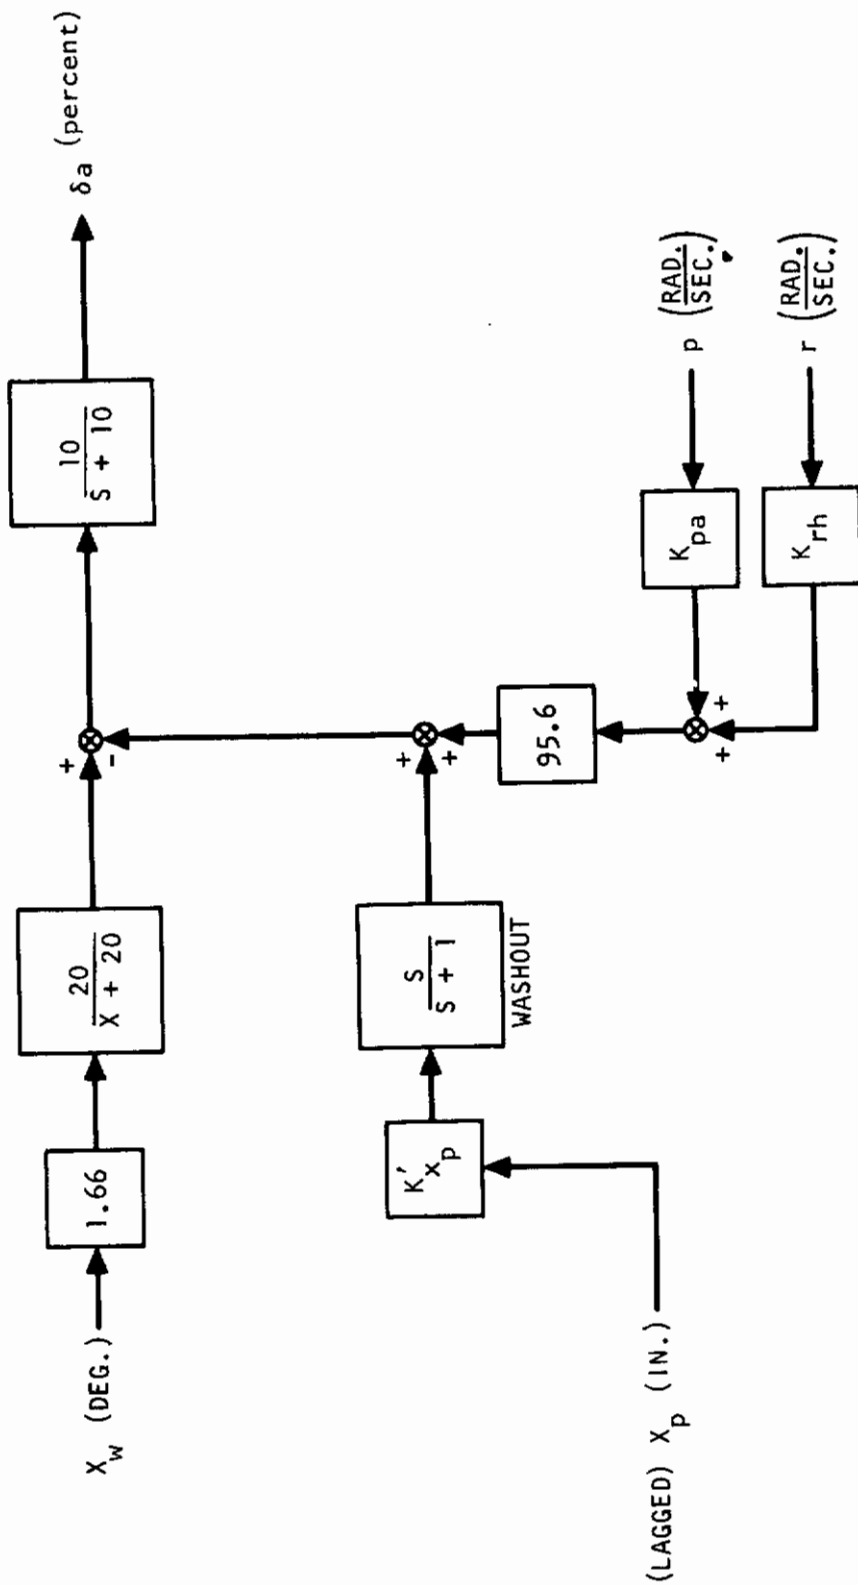 X_w (DEG.)
1.66
20
X + 20
+
-
10
S + 10
δa (percent)
(LAGGED) X_p (IN.)
K'_x_p
S
S + 1
WASHOUT
+
+
95.6
+
+
K_pa
p (RAD./SEC.)
K_rh
r (RAD./SEC.)